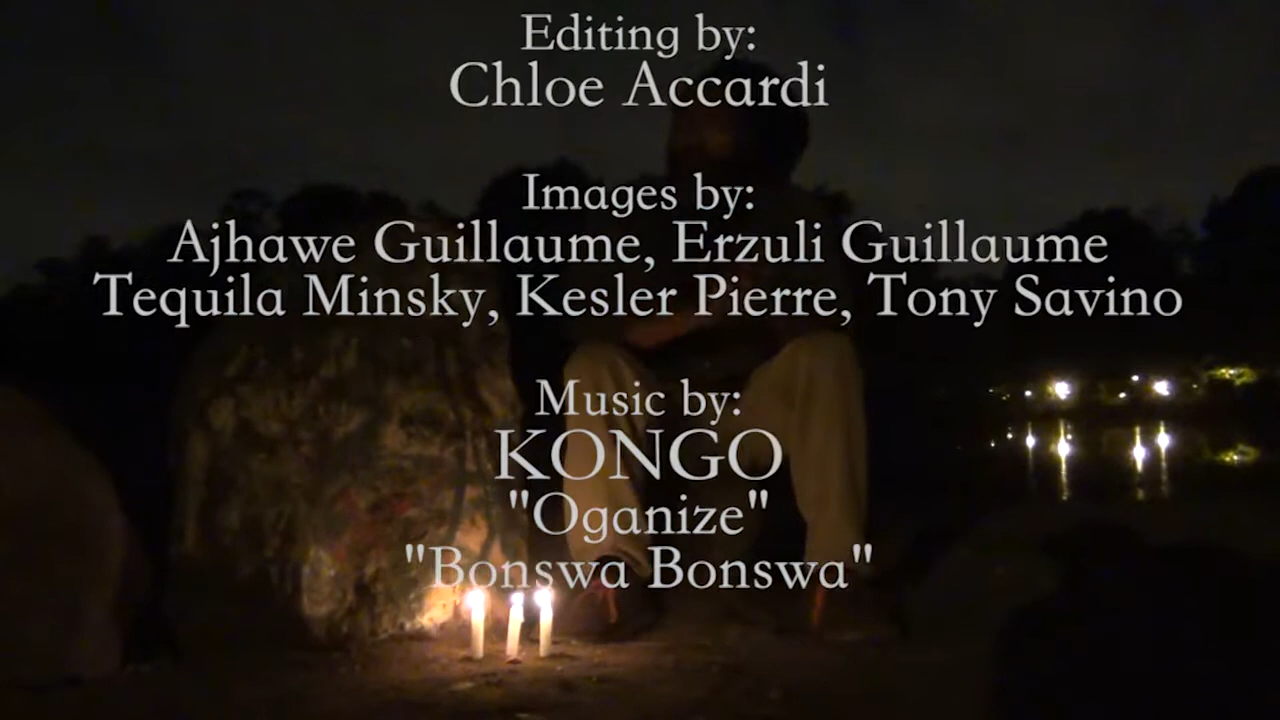 Editing by:
Chloe Accardi
Images by:
Ajhawe Guillaume, Erzuli Guillaume
Tequila Minsky, Kesler Pierre, Tony Savino
Music by:
KONGO
"Oganize"
"Bonswa Bonswa"